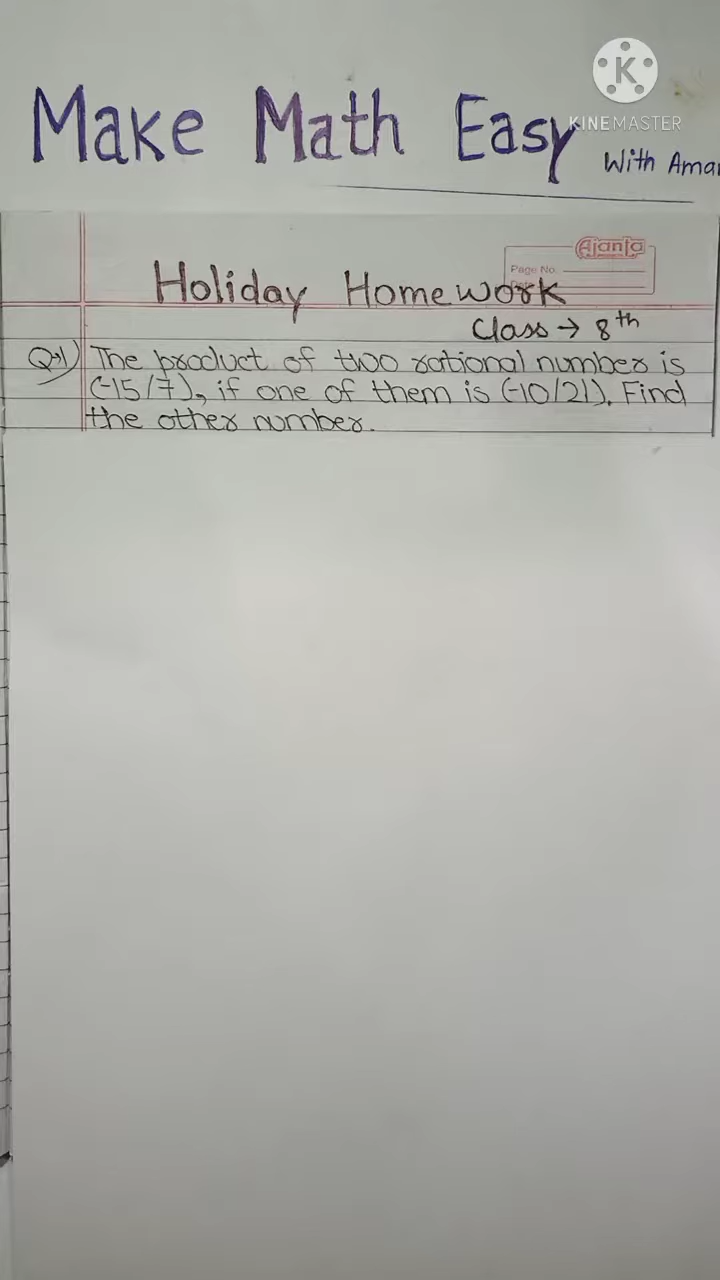 K
KINEMASTER
Make Math Easy
With Aman
Ajanta
Page No.
Holiday Homework
Class → 8th
Q→1) The product of two rational number is
(-15/7), if one of them is (-10/21). Find
the other number.